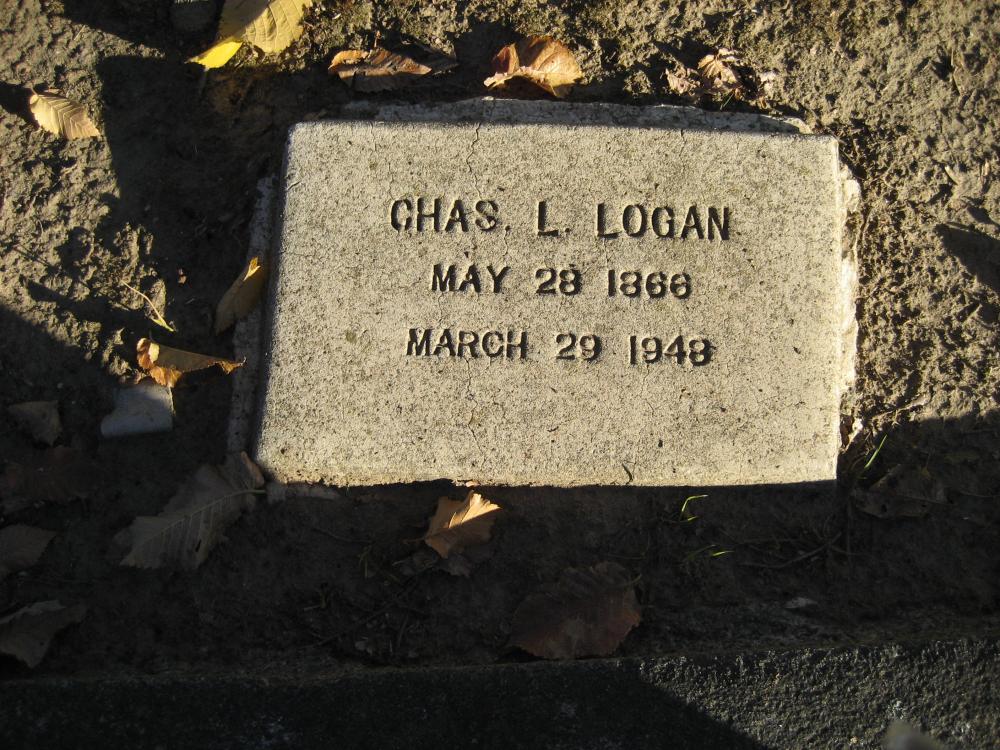 CHAS. L. LOGAN
MAY 28 1866
MARCH 29 1948